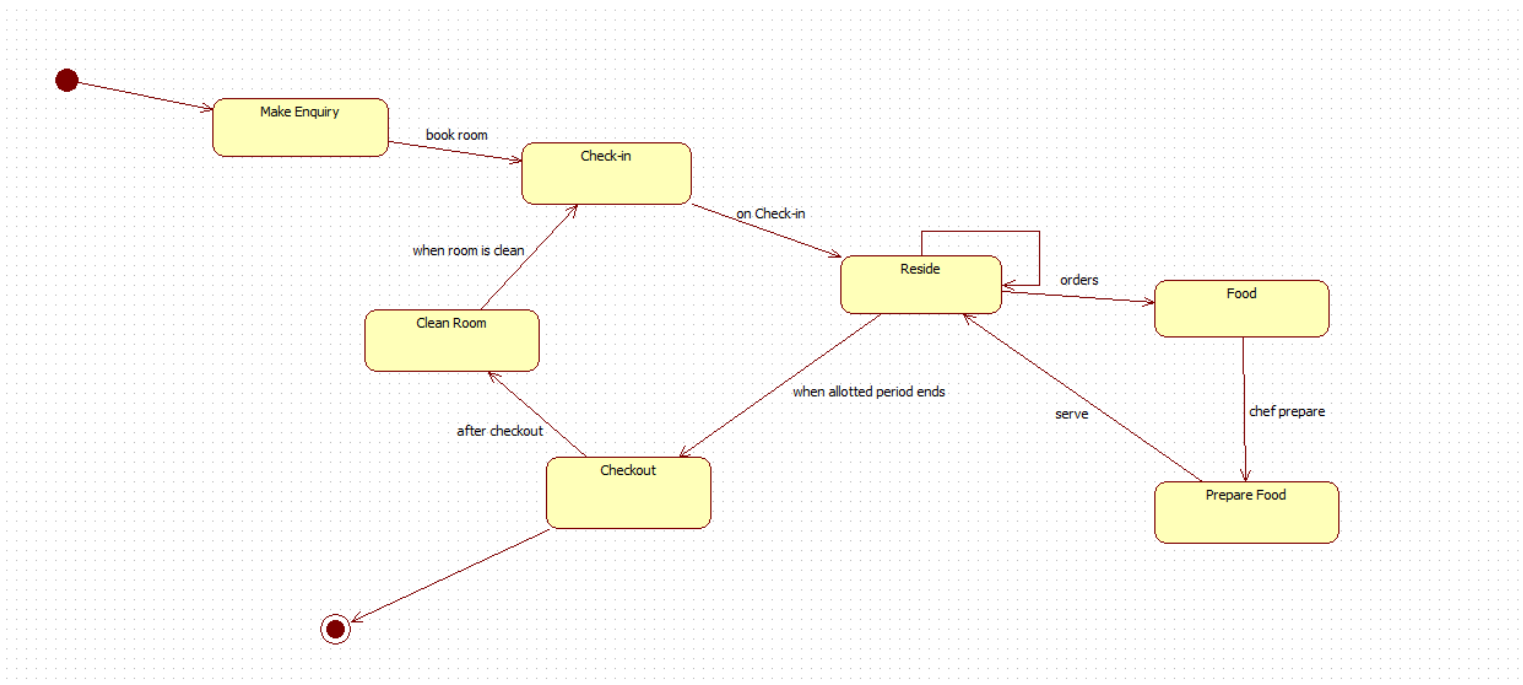 Make Enquiry
book room
Check-in
on Check-in
when room is clean
Reside
orders
Food
Clean Room
when allotted period ends
chef prepare
serve
after checkout
Checkout
Prepare Food